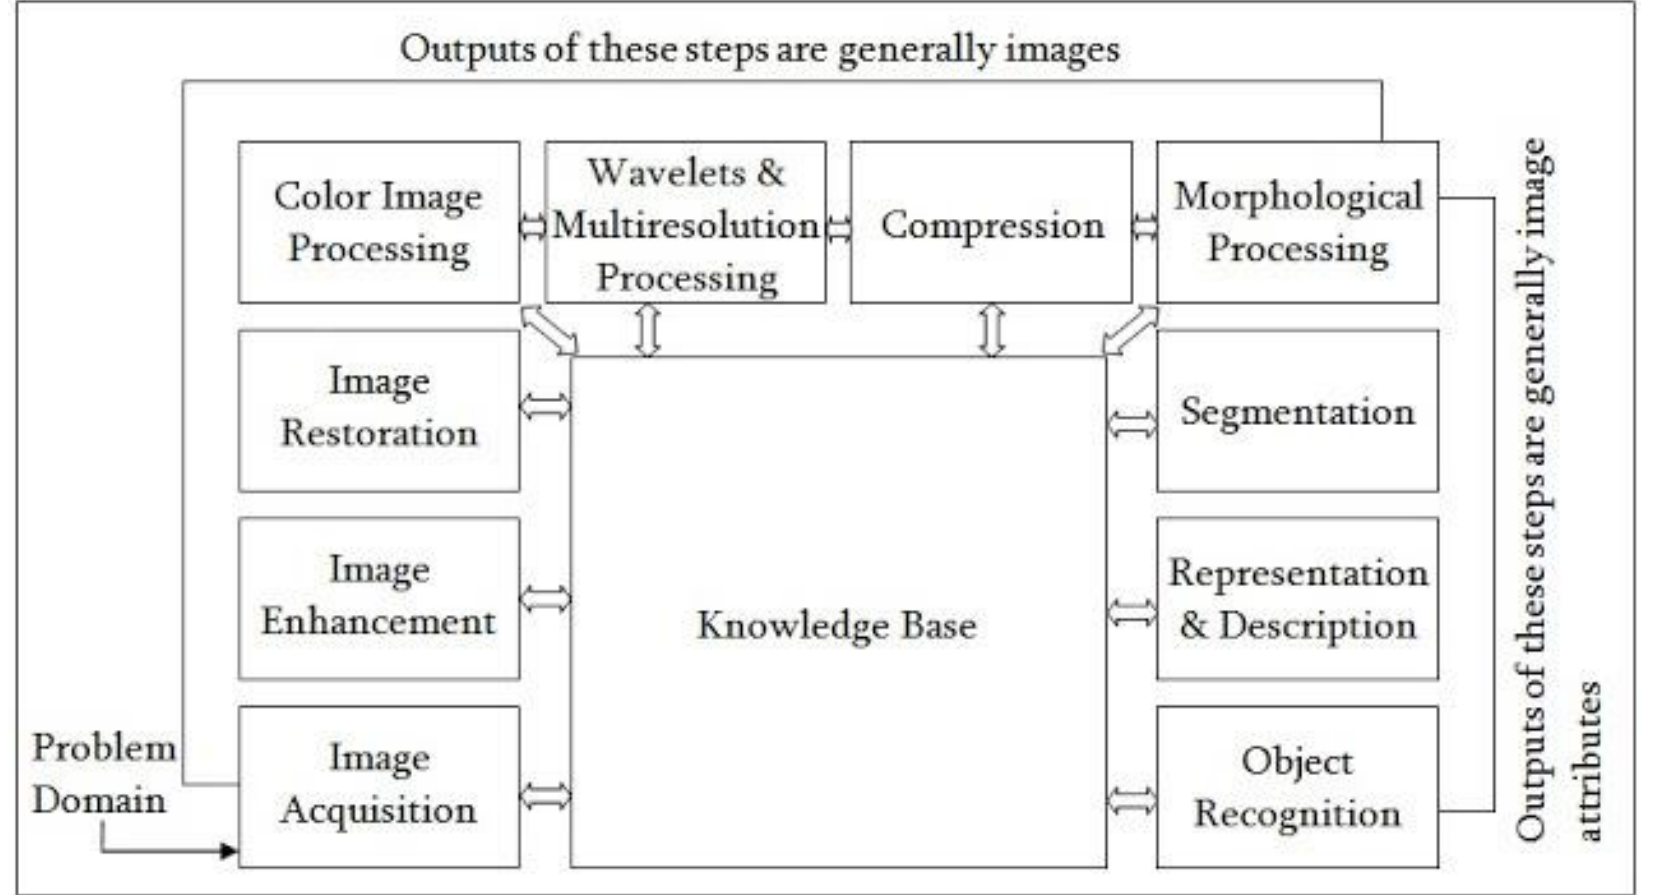 Outputs of these steps are generally images
Color Image
Processing
Wavelets &
Multiresolution
Processing
Compression
Morphological
Processing
Image
Restoration
Segmentation
Image
Enhancement
Knowledge Base
Representation
& Description
Problem
Domain
Image
Acquisition
Object
Recognition
Outputs of these steps are generally image
attributes